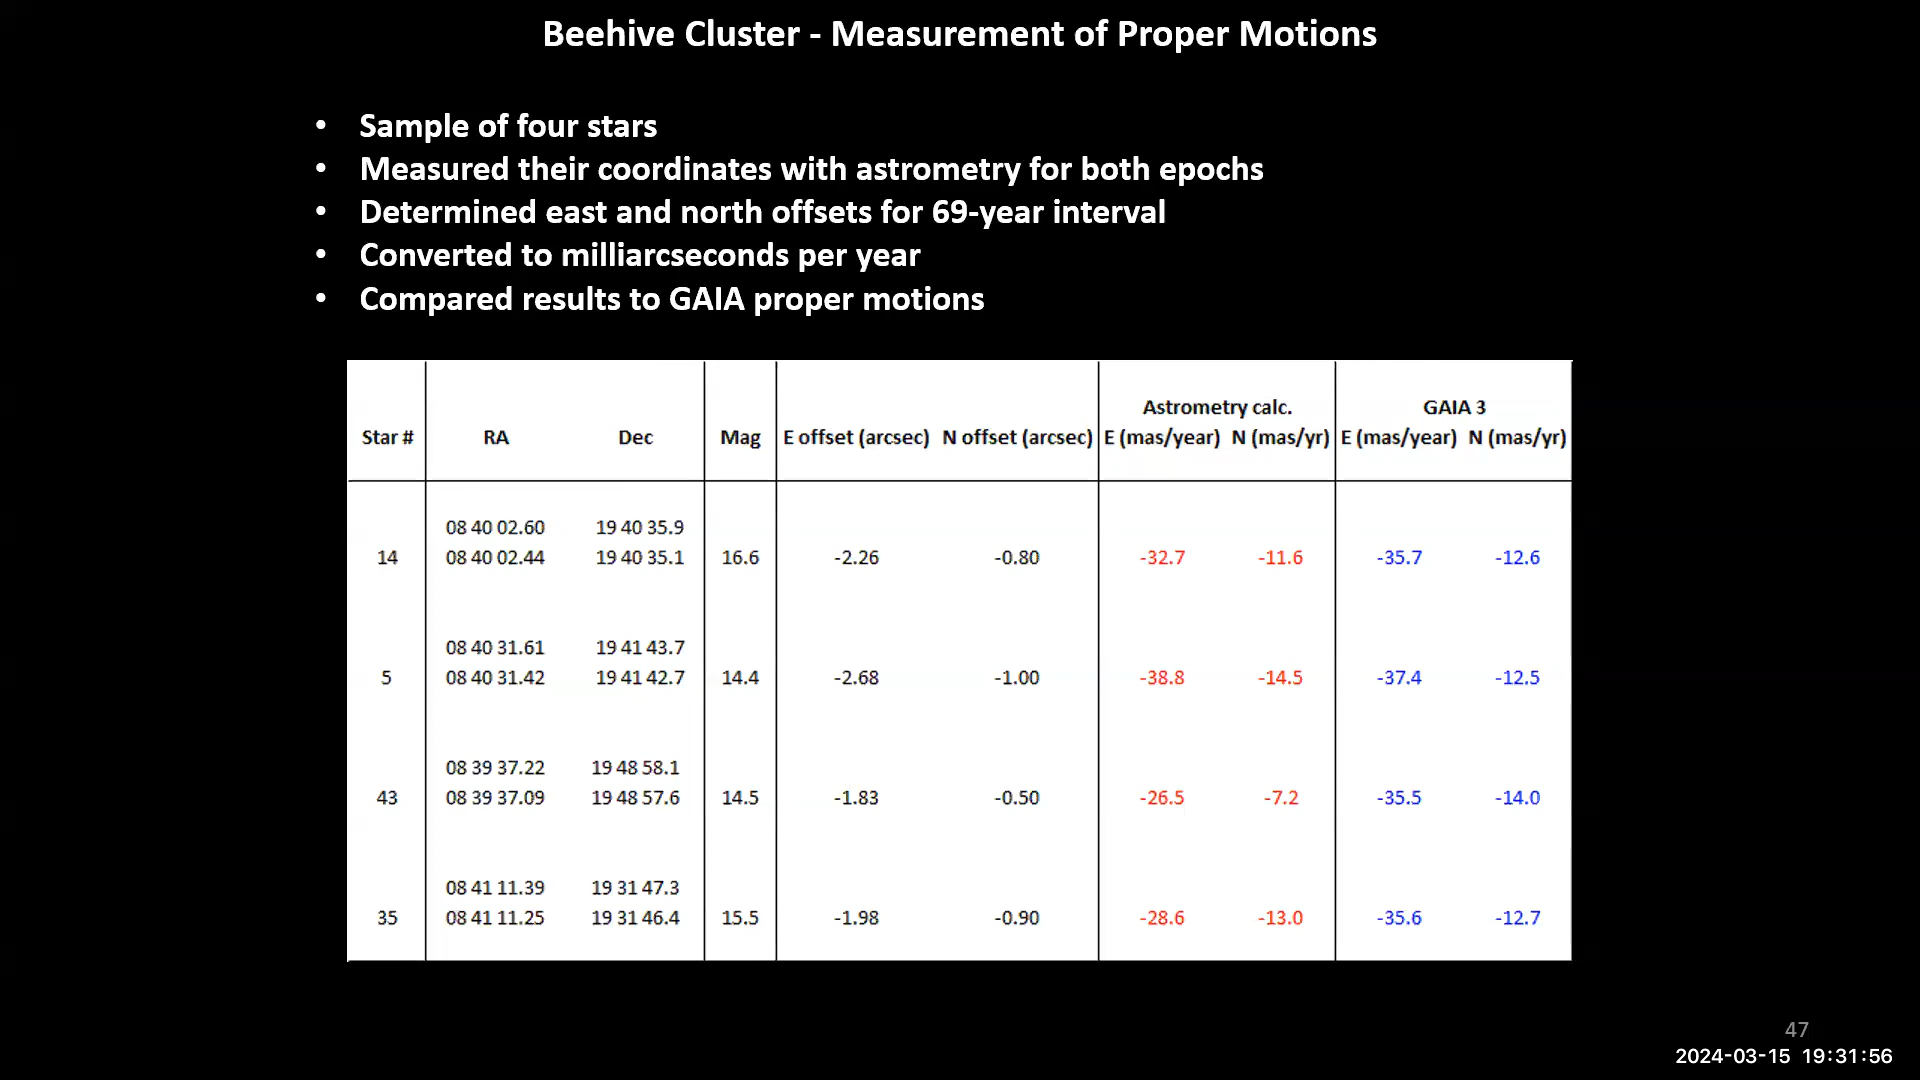 Beehive Cluster - Measurement of Proper Motions
• Sample of four stars
• Measured their coordinates with astrometry for both epochs
• Determined east and north offsets for 69-year interval
• Converted to milliarcseconds per year
• Compared results to GAIA proper motions
Astrometry calc. GAIA 3
Star # RA Dec Mag E offset (arcsec) N offset (arcsec) E (mas/year) N (mas/yr) E (mas/year) N (mas/yr)
08 40 02.60 19 40 35.9
14 08 40 02.44 19 40 35.1 16.6 -2.26 -0.80 -32.7 -11.6 -35.7 -12.6
08 40 31.61 19 41 43.7
5 08 40 31.42 19 41 42.7 14.4 -2.68 -1.00 -38.8 -14.5 -37.4 -12.5
08 39 37.22 19 48 58.1
43 08 39 37.09 19 48 57.6 14.5 -1.83 -0.50 -26.5 -7.2 -35.5 -14.0
08 41 11.39 19 31 47.3
35 08 41 11.25 19 31 46.4 15.5 -1.98 -0.90 -28.6 -13.0 -35.6 -12.7
47
2024-03-15 19:31:56